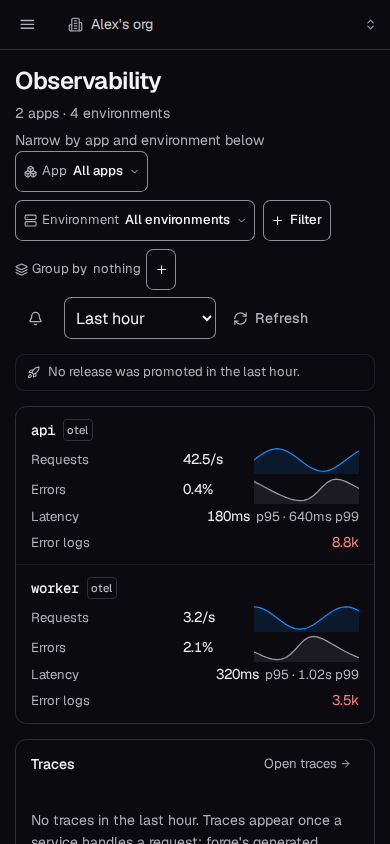 Alex's org
Observability
2 apps · 4 environments
Narrow by app and environment below
App All apps
Environment All environments
+ Filter
Group by nothing +
Last hour
Refresh
No release was promoted in the last hour.
api otel
Requests 42.5/s
Errors 0.4%
Latency 180ms p95 · 640ms p99
Error logs 8.8k
worker otel
Requests 3.2/s
Errors 2.1%
Latency 320ms p95 · 1.02s p99
Error logs 3.5k
Traces Open traces →
No traces in the last hour. Traces appear once a
service handles a request; forge's generated